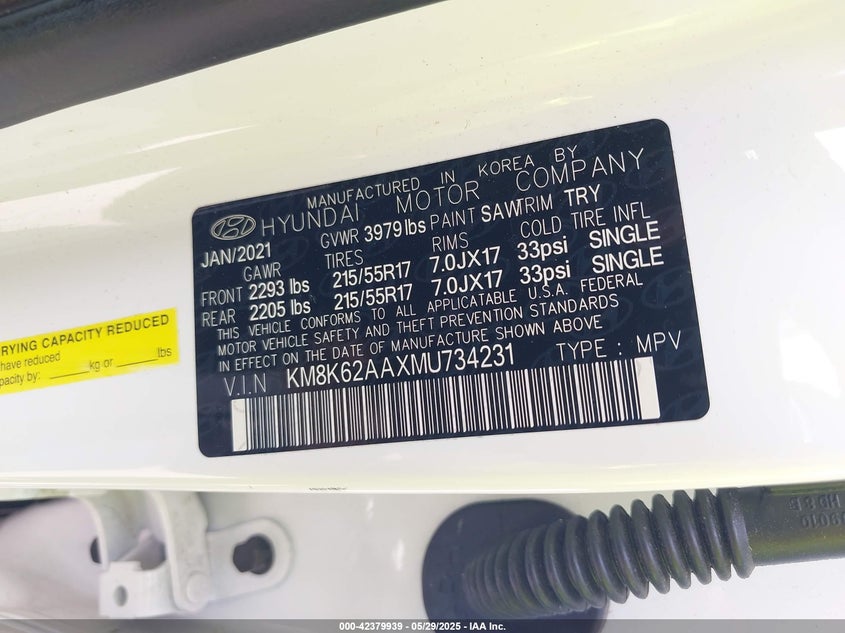 MANUFACTURED IN KOREA BY
HYUNDAI MOTOR COMPANY
JAN/2021 GVWR 3979 lbs PAINT SAW TRIM TRY
GAWR TIRES RIMS COLD TIRE INFL
FRONT 2293 lbs 215/55R17 7.0JX17 33psi SINGLE
REAR 2205 lbs 215/55R17 7.0JX17 33psi SINGLE
THIS VEHICLE CONFORMS TO ALL APPLICATABLE U.S.A. FEDERAL
MOTOR VEHICLE SAFETY AND THEFT PREVENTION STANDARDS
IN EFFECT ON THE DATE OF MANUFACTURE SHOWN ABOVE
V.I.N KM8K62AAXMU734231 TYPE : MPV
RYING CAPACITY REDUCED
have reduced
pacity by: ____kg or ____lbs
000-42379939 - 05/29/2025 - IAA Inc.